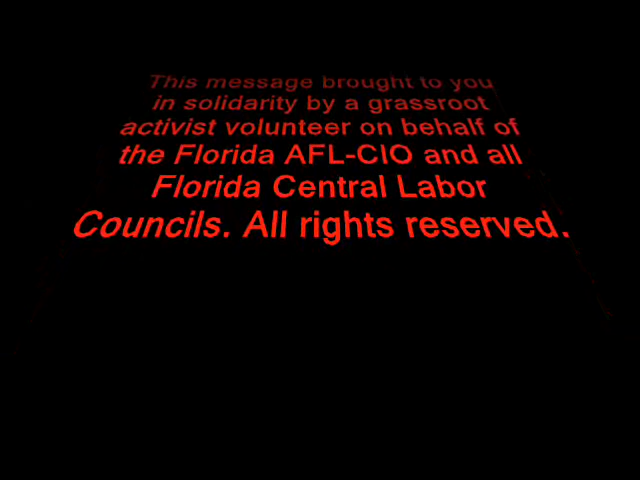 This message brought to you
in solidarity by a grassroot
activist volunteer on behalf of
the Florida AFL-CIO and all
Florida Central Labor
Councils. All rights reserved.